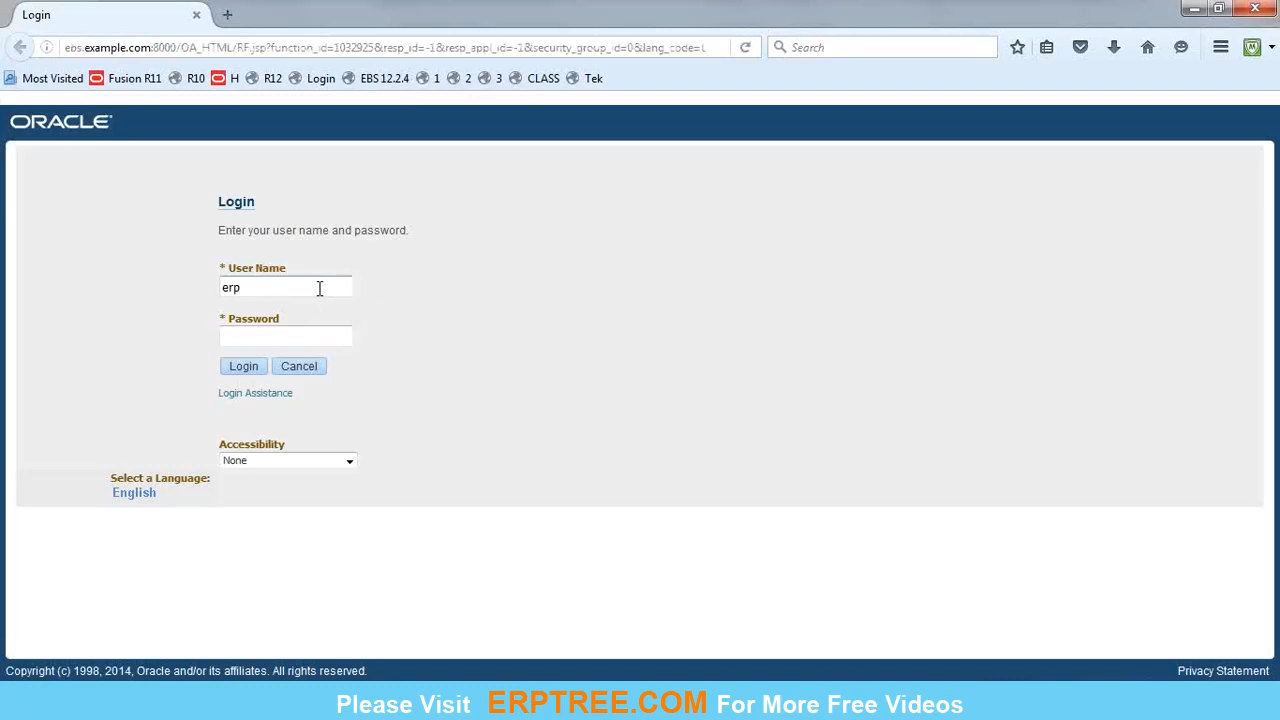 Login
ebs.example.com:8000/OA_HTML/RF.jsp?function_id=1032925&resp_id=-1&resp_appl_id=-1&security_group_id=0&lang_code=
Search
Most Visited Fusion R11 R10 H R12 Login EBS 12.2.4 1 2 3 CLASS Tek
ORACLE
Login
Enter your user name and password.
* User Name
erp
* Password
Login Cancel
Login Assistance
Accessibility
None
Select a Language:
English
Copyright (c) 1998, 2014, Oracle and/or its affiliates. All rights reserved.
Privacy Statement
Please Visit ERPTREE.COM For More Free Videos